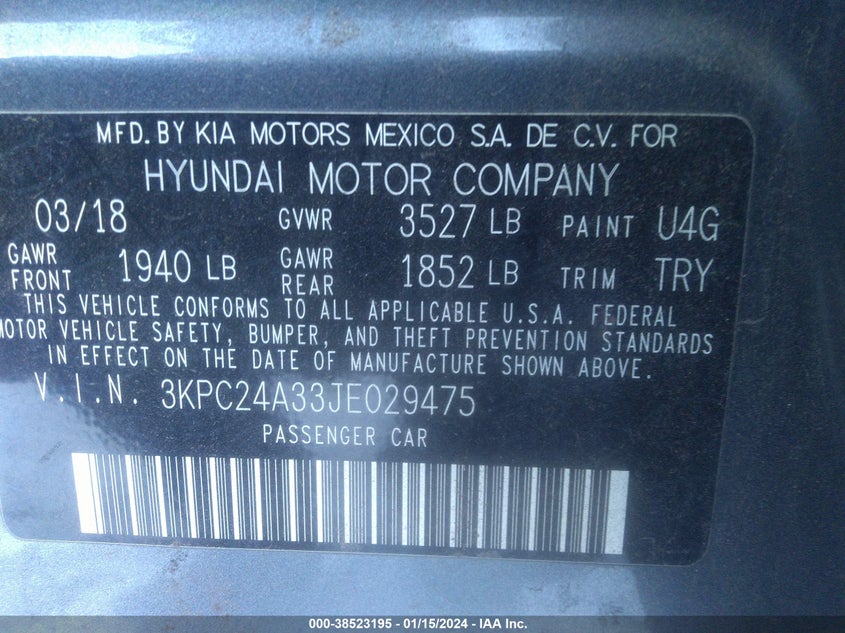 MFD. BY KIA MOTORS MEXICO S.A. DE C.V. FOR
HYUNDAI MOTOR COMPANY
03/18 GVWR 3527 LB PAINT U4G
GAWR FRONT 1940 LB GAWR REAR 1852 LB TRIM TRY
THIS VEHICLE CONFORMS TO ALL APPLICABLE U.S.A. FEDERAL
MOTOR VEHICLE SAFETY, BUMPER, AND THEFT PREVENTION STANDARDS
IN EFFECT ON THE DATE OF MANUFACTURE SHOWN ABOVE.
V.I.N. 3KPC24A33JE029475
PASSENGER CAR
000-38523195 - 01/15/2024 - IAA Inc.